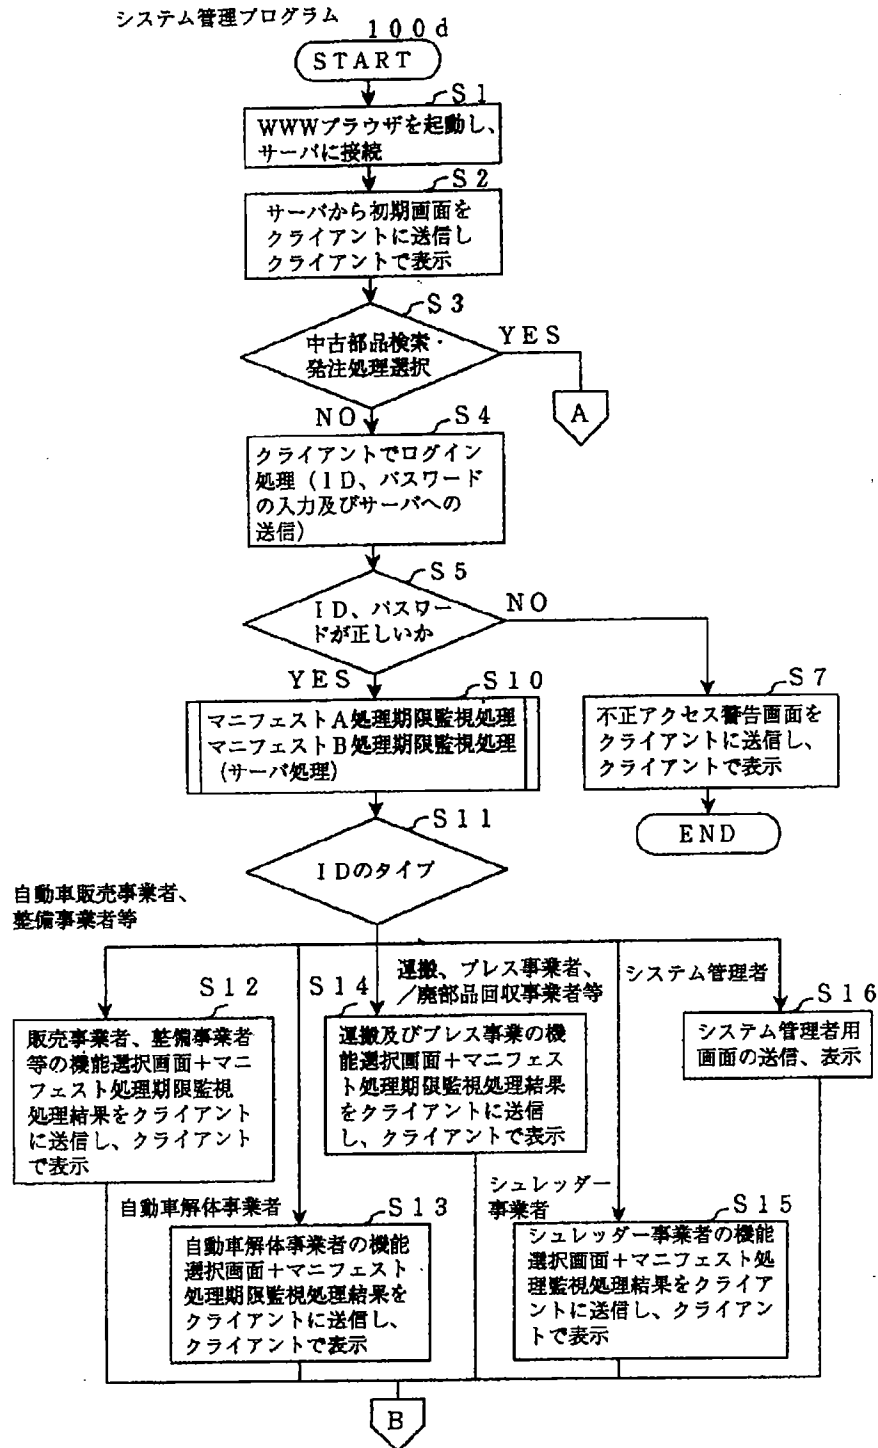 システム管理プログラム
100d
START
S1
WWWブラウザを起動し、
サーバに接続
S2
サーバから初期画面を
クライアントに送信し
クライアントで表示
S3
中古部品検索・
発注処理選択
YES
A
NO
S4
クライアントでログイン
処理（ID、パスワード
の入力及びサーバへの
送信）
S5
ID、パスワー
ドが正しいか
NO
YES
S10
マニフェストA処理期限監視処理
マニフェストB処理期限監視処理
（サーバ処理）
S7
不正アクセス警告画面を
クライアントに送信し、
クライアントで表示
END
S11
IDのタイプ
自動車販売事業者、
整備事業者等
運搬、プレス事業者、
／廃部品回収事業者等
システム管理者
S12
販売事業者、整備事業者
等の機能選択画面＋マニ
フェスト処理期限監視
処理結果をクライアント
に送信し、クライアント
で表示
S14
運搬及びプレス事業の機
能選択画面＋マニフェス
ト処理期限監視処理結果
をクライアントに送信
し、クライアントで表示
S16
システム管理者用
画面の送信、表示
自動車解体事業者
S13
自動車解体事業者の機能
選択画面＋マニフェスト
処理期限監視処理結果を
クライアントに送信し、
クライアントで表示
シュレッダー
事業者
S15
シュレッダー事業者の機能
選択画面＋マニフェスト処
理監視処理結果をクライア
ントに送信し、クライアン
トで表示
B